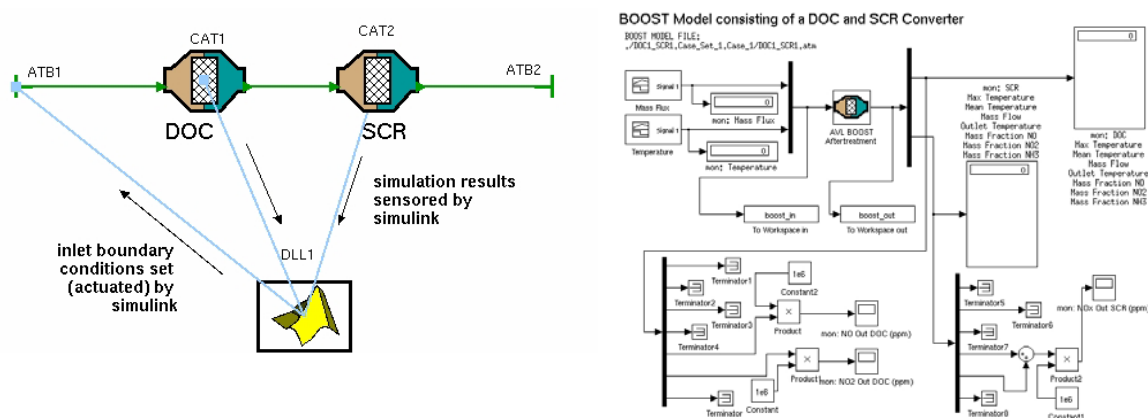 CAT1
CAT2
ATB1
ATB2
DOC
SCR
simulation results
sensored by
simulink
inlet boundary
conditions set
(actuated) by
simulink
DLL1
BOOST Model consisting of a DOC and SCR Converter
BOOST MODEL FILE:
./DOC1_SCR1.Case_Set_1.Case_1/DOC1_SCR1.atm
Signal 1
Mass Flux
0
mon: Mass Flux
Signal 1
Temperature
0
mon: Temperature
AVL BOOST
Aftertreatment
boost_in
To Workspace in
boost_out
To Workspace out
mon: SCR
Max Temperature
Mean Temperature
Mass Flow
Outlet Temperature
Mass Fraction NO
Mass Fraction NO2
Mass Fraction NH3
0
0
mon: DOC
Max Temperature
Mean Temperature
Mass Flow
Outlet Temperature
Mass Fraction NO
Mass Fraction NO2
Mass Fraction NH3
Terminator1
Terminator2
Terminator3
Terminator4
1e6
Constant2
×
Product
mon: NO Out DOC (ppm)
×
Product1
mon: NO2 Out DOC (ppm)
Terminator
1e6
Constant
Terminator5
Terminator6
Terminator7
Terminator8
mon: NOx Out SCR (ppm)
×
Product2
1e6
Constant1